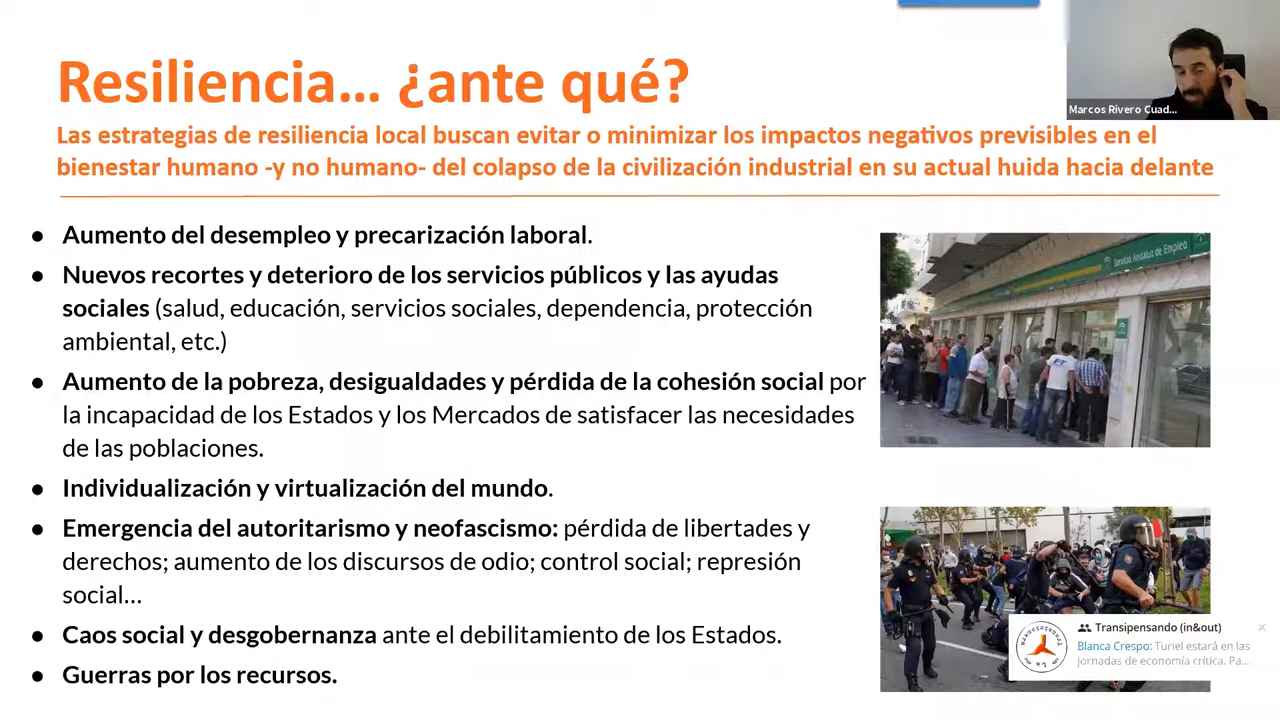 Resiliencia... ¿ante qué?
Marcos Rivero Cuad...
Las estrategias de resiliencia local buscan evitar o minimizar los impactos negativos previsibles en el
bienestar humano -y no humano- del colapso de la civilización industrial en su actual huida hacia delante
● Aumento del desempleo y precarización laboral.
● Nuevos recortes y deterioro de los servicios públicos y las ayudas
sociales (salud, educación, servicios sociales, dependencia, protección
ambiental, etc.)
● Aumento de la pobreza, desigualdades y pérdida de la cohesión social por
la incapacidad de los Estados y los Mercados de satisfacer las necesidades
de las poblaciones.
● Individualización y virtualización del mundo.
● Emergencia del autoritarismo y neofascismo: pérdida de libertades y
derechos; aumento de los discursos de odio; control social; represión
social...
● Caos social y desgobernanza ante el debilitamiento de los Estados.
● Guerras por los recursos.
Servicio Andaluz de Empleo
Transipensando (in&out)
Blanca Crespo: Turiel estará en las
jornadas de economía crítica. Pa...